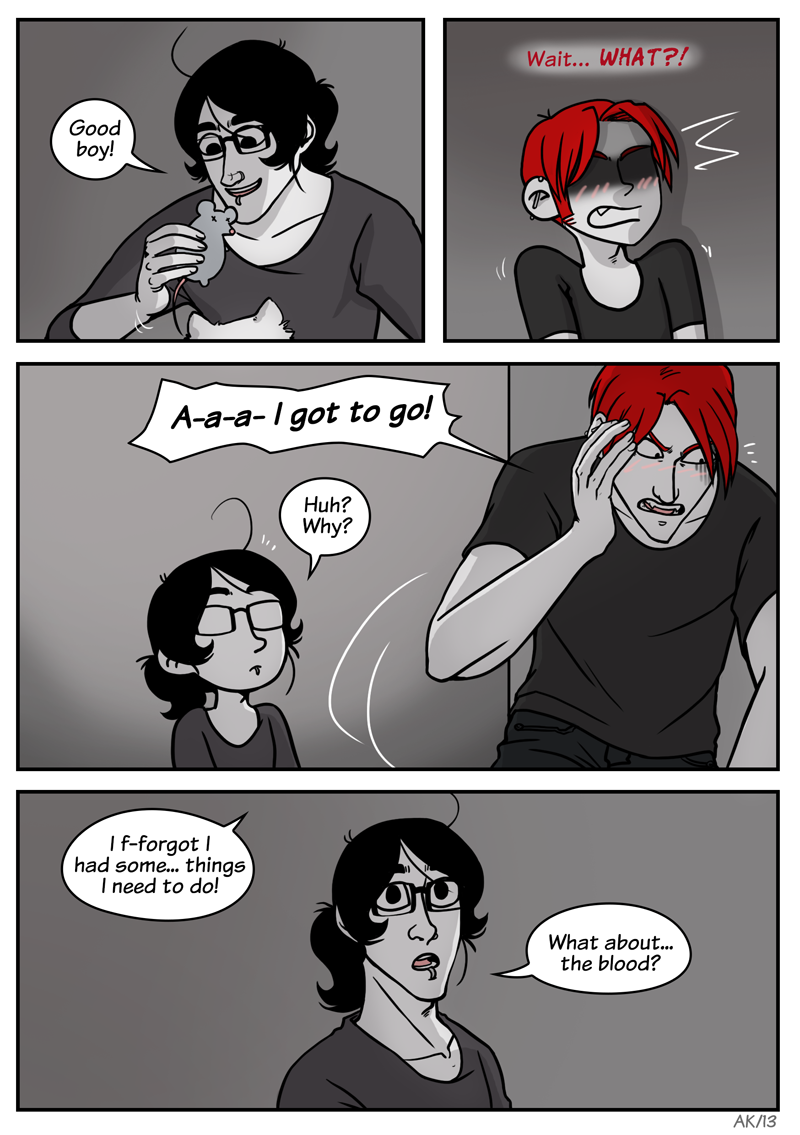 Good
boy!
Wait... WHAT?!
A-a-a- I got to go!
Huh?
Why?
I f-forgot I
had some... things
I need to do!
What about...
the blood?
AK/13